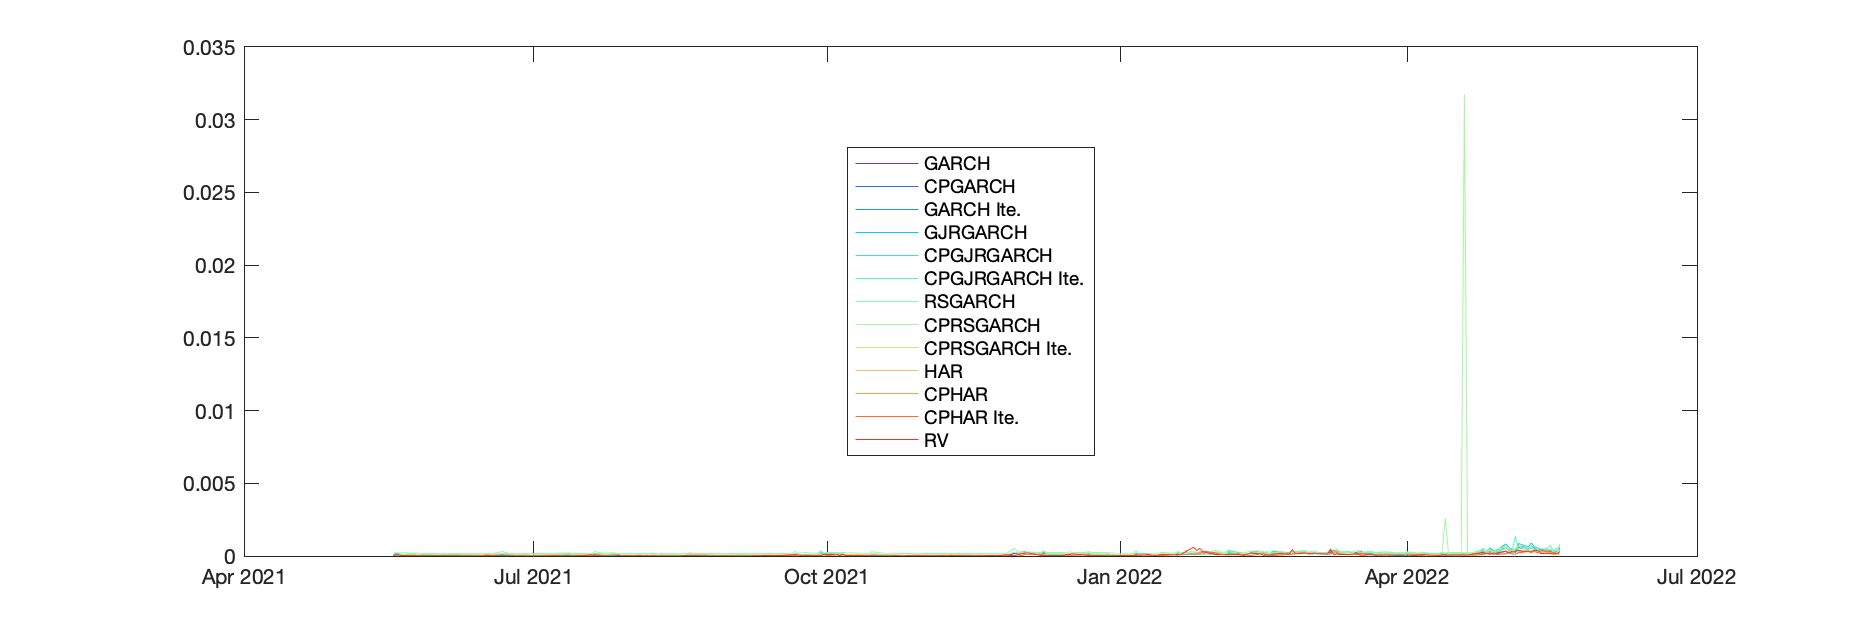 0.035
0.03
0.025
0.02
0.015
0.01
0.005
0
GARCH
CPGARCH
GARCH Ite.
GJRGARCH
CPGJRGARCH
CPGJRGARCH Ite.
RSGARCH
CPRSGARCH
CPRSGARCH Ite.
HAR
CPHAR
CPHAR Ite.
RV
Apr 2021 Jul 2021 Oct 2021 Jan 2022 Apr 2022 Jul 2022